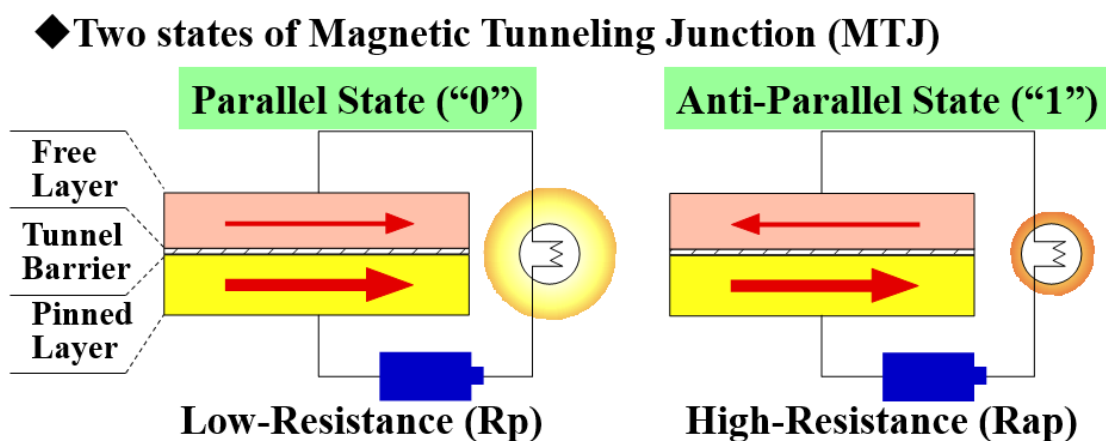 ◆Two states of Magnetic Tunneling Junction (MTJ)
Parallel State (“0”)
Anti-Parallel State (“1”)
Free
Layer
Tunnel
Barrier
Pinned
Layer
Low-Resistance (Rp)
High-Resistance (Rap)